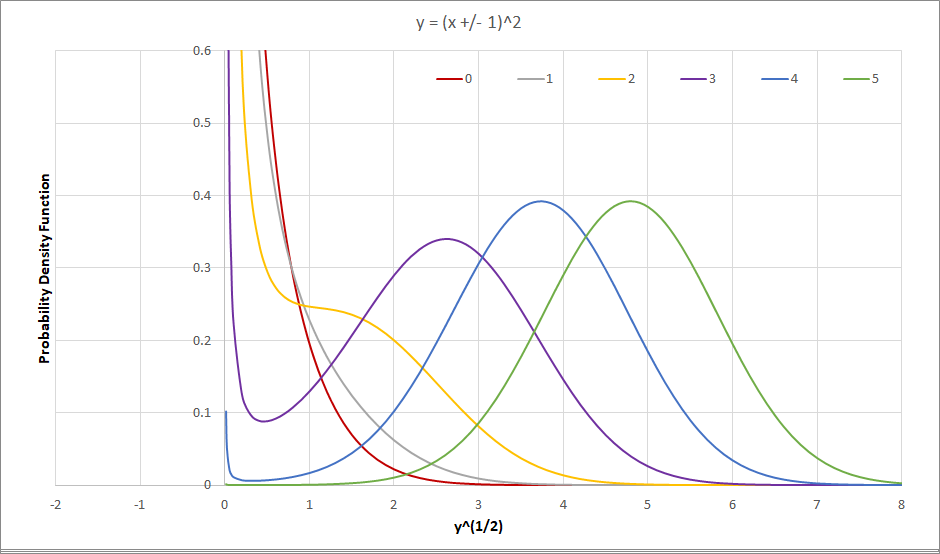 y = (x +/- 1)^2
0 1 2 3 4 5
0.6
0.5
0.4
0.3
0.2
0.1
0
Probability Density Function
-2 -1 0 1 2 3 4 5 6 7 8
y^(1/2)